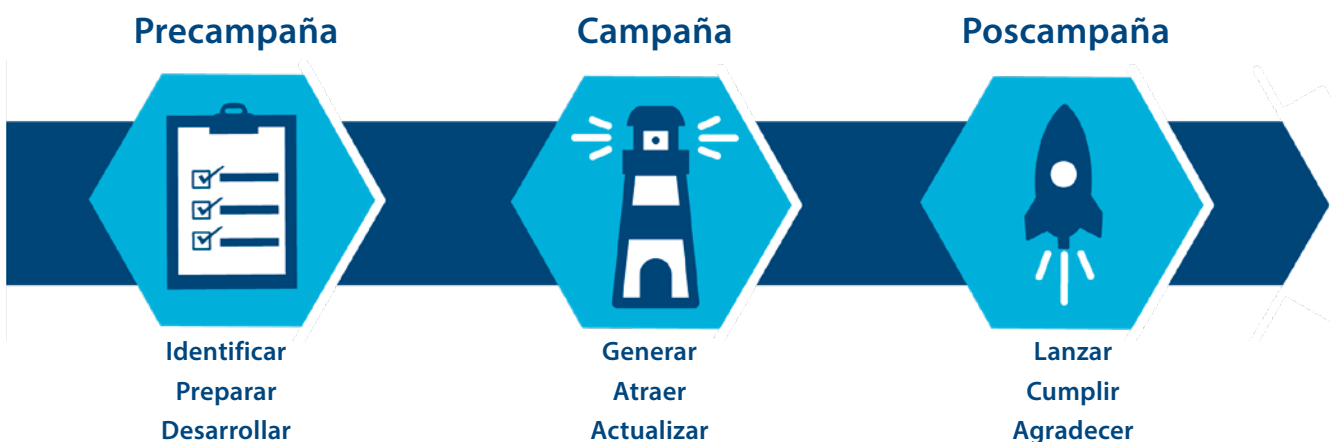 Precampaña
Campaña
Poscampaña
Identificar
Preparar
Desarrollar
Generar
Atraer
Actualizar
Lanzar
Cumplir
Agradecer